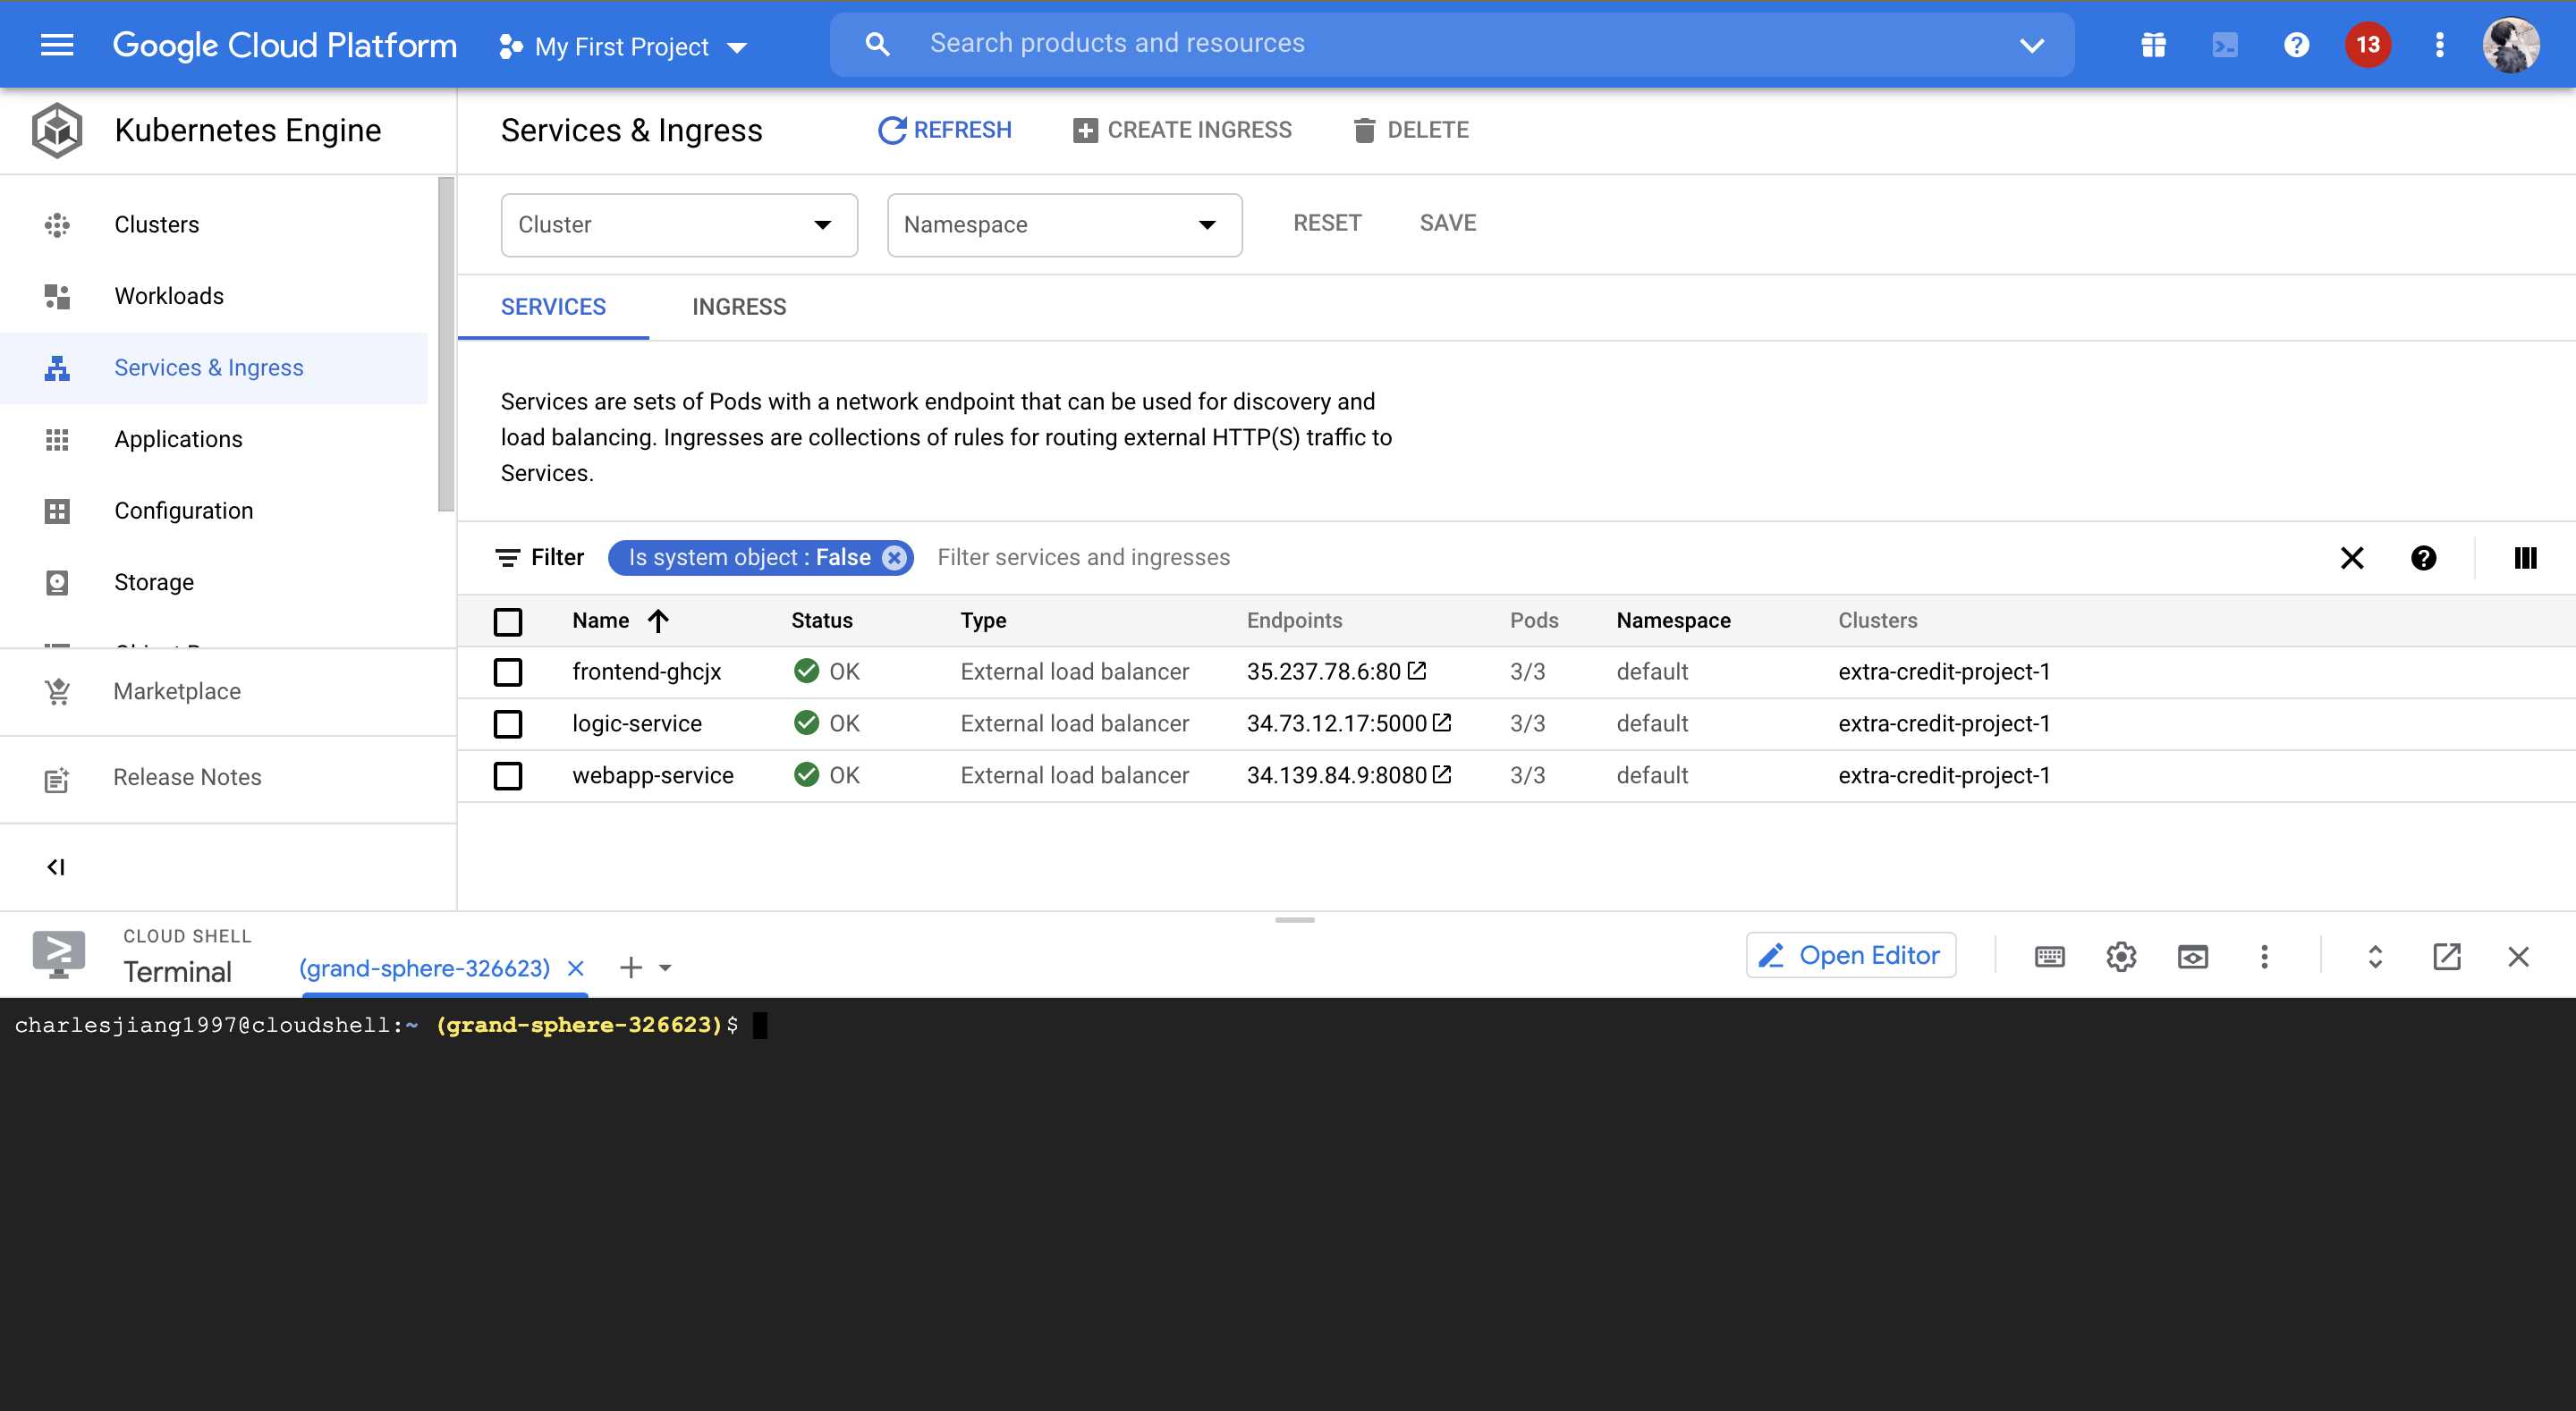 Google Cloud Platform My First Project Search products and resources 13
Kubernetes Engine Services & Ingress REFRESH CREATE INGRESS DELETE
Clusters
Workloads
Services & Ingress
Applications
Configuration
Storage
Marketplace
Release Notes
Cluster Namespace RESET SAVE
SERVICES INGRESS
Services are sets of Pods with a network endpoint that can be used for discovery and
load balancing. Ingresses are collections of rules for routing external HTTP(S) traffic to
Services.
Filter Is system object : False Filter services and ingresses
Name Status Type Endpoints Pods Namespace Clusters
frontend-ghcjx OK External load balancer 35.237.78.6:80 3/3 default extra-credit-project-1
logic-service OK External load balancer 34.73.12.17:5000 3/3 default extra-credit-project-1
webapp-service OK External load balancer 34.139.84.9:8080 3/3 default extra-credit-project-1
CLOUD SHELL
Terminal (grand-sphere-326623) Open Editor
charlesjiang1997@cloudshell:~ (grand-sphere-326623)$